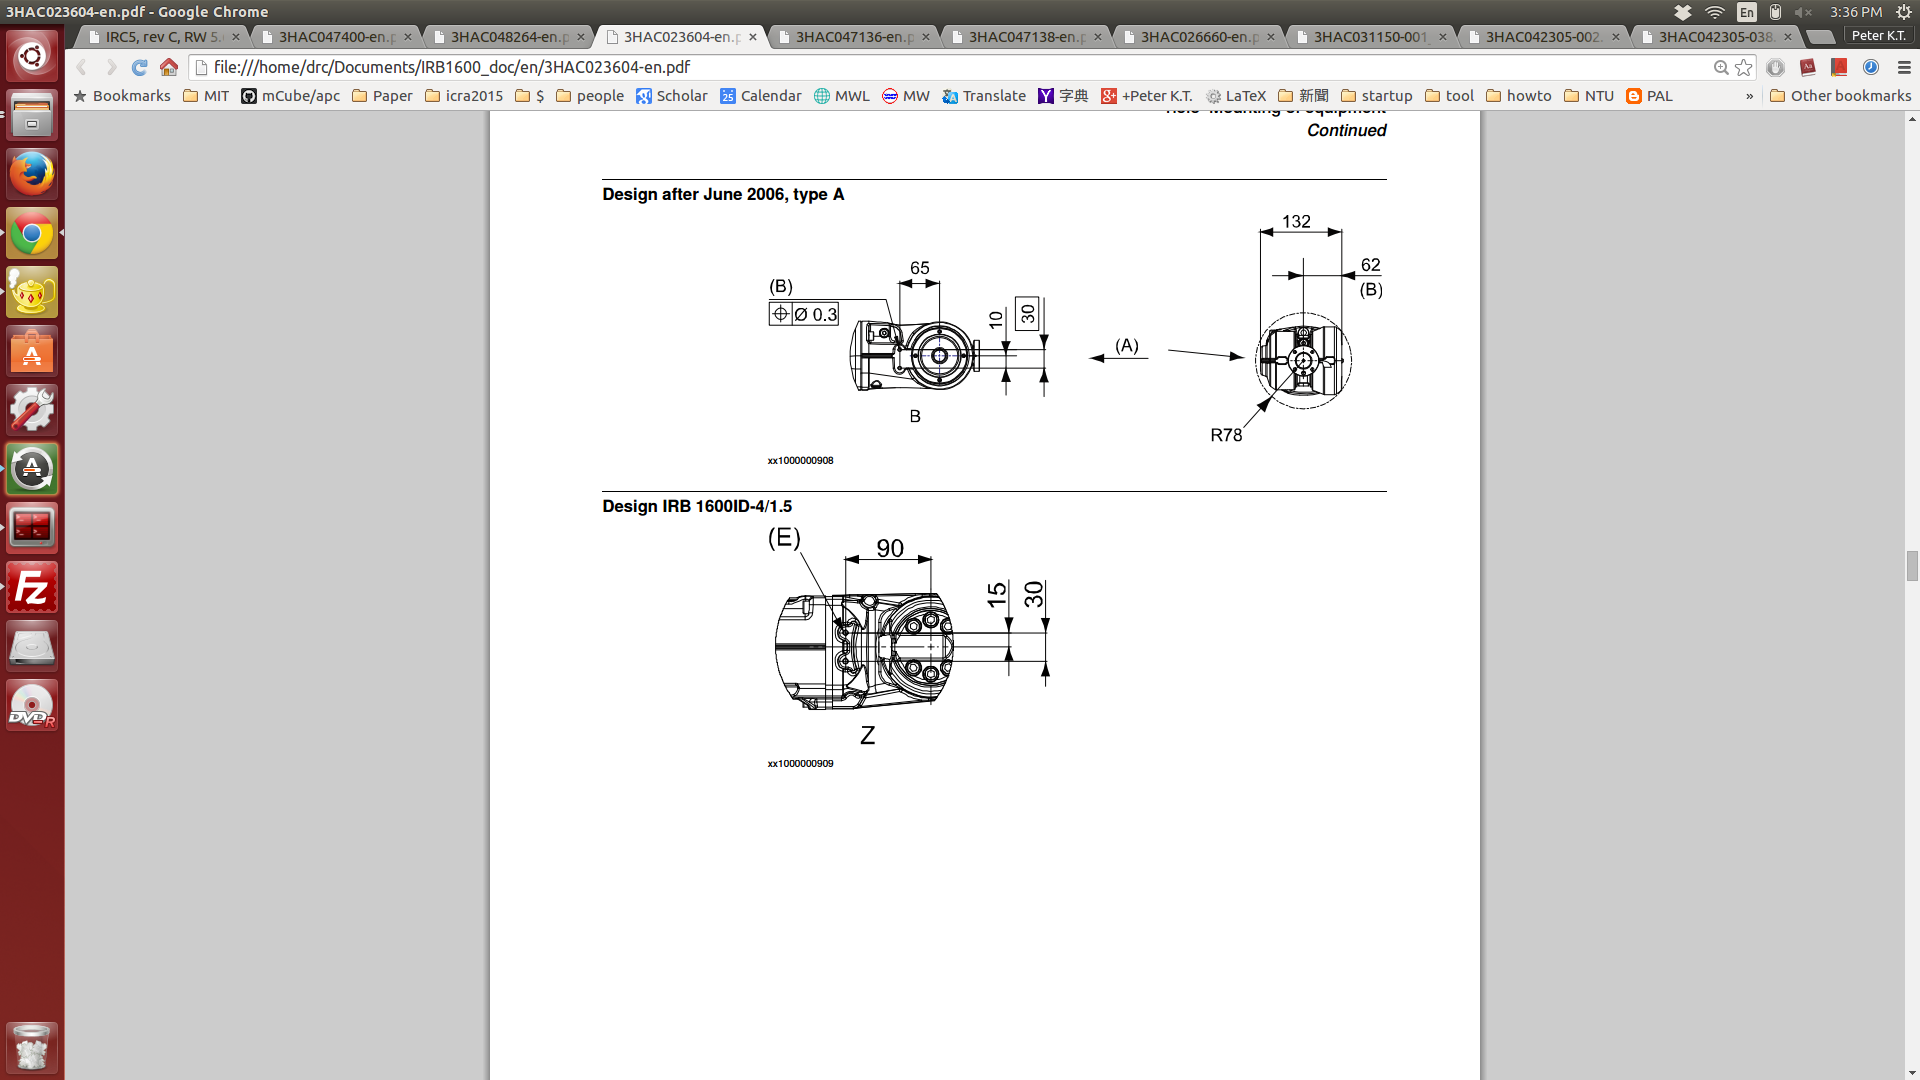 3HAC023604-en.pdf - Google Chrome
En
3:36 PM
IRC5, rev C, RW 5.
3HAC047400-en.p
3HAC048264-en.p
3HAC023604-en.p
3HAC047136-en.p
3HAC047138-en.p
3HAC026660-en.p
3HAC031150-001
3HAC042305-002
3HAC042305-038
Peter K.T.
file:///home/drc/Documents/IRB1600_doc/en/3HAC023604-en.pdf
Bookmarks
MIT
mCube/apc
Paper
icra2015
$
people
Scholar
25 Calendar
MWL
MW
Translate
字典
+Peter K.T.
LaTeX
新聞
startup
tool
howto
NTU
PAL
»
Other bookmarks
Continued
Design after June 2006, type A
132
65
62
(B)
(B)
Ø 0.3
10
30
(A)
B
R78
xx1000000908
Design IRB 1600ID-4/1.5
(E)
90
15
30
Z
xx1000000909
Fz
DVD-R